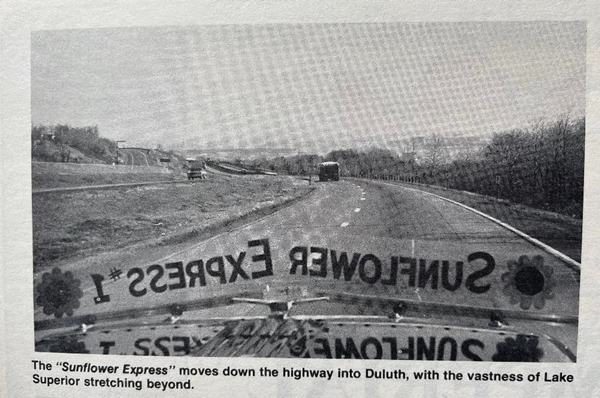 SUNFLOWER EXPRESS #1
The "Sunflower Express" moves down the highway into Duluth, with the vastness of Lake
Superior stretching beyond.